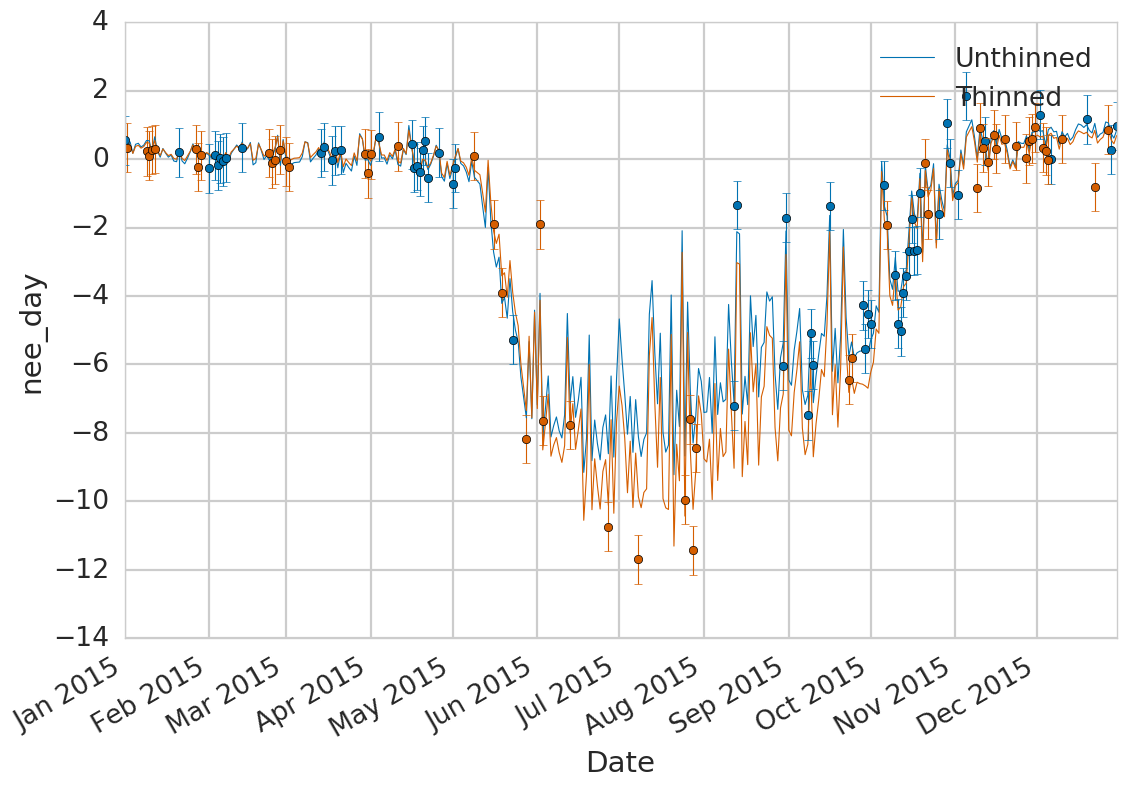 4
2
0
−2
−4
−6
−8
−10
−12
−14
nee_day
Unthinned
Thinned
Jan 2015
Feb 2015
Mar 2015
Apr 2015
May 2015
Jun 2015
Jul 2015
Aug 2015
Sep 2015
Oct 2015
Nov 2015
Dec 2015
Date